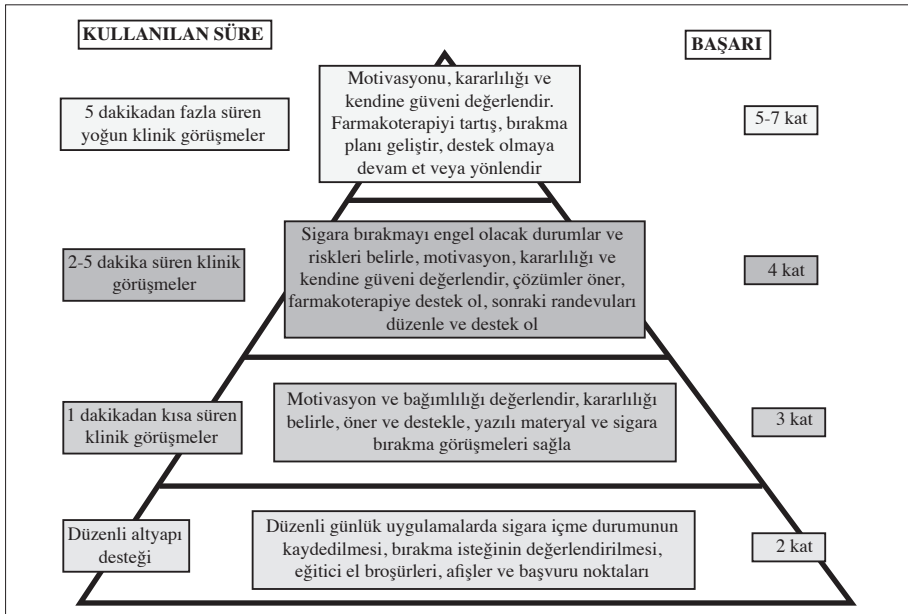 KULLANILAN SÜRE
BAŞARI
5 dakikadan fazla süren
yoğun klinik görüşmeler
Motivasyonu, kararlılığı ve
kendine güveni değerlendir.
Farmakoterapiyi tartış, bırakma
planı geliştir, destek olmaya
devam et veya yönlendir
5-7 kat
2-5 dakika süren klinik
görüşmeler
Sigara bırakmayı engel olacak durumlar ve
riskleri belirle, motivasyon, kararlılığı ve
kendine güveni değerlendir, çözümler öner,
farmakoterapiye destek ol, sonraki randevuları
düzenle ve destek ol
4 kat
1 dakikadan kısa süren
klinik görüşmeler
Motivasyon ve bağımlılığı değerlendir, kararlılığı
belirle, öner ve destekle, yazılı materyal ve sigara
bırakma görüşmeleri sağla
3 kat
Düzenli altyapı
desteği
Düzenli günlük uygulamalarda sigara içme durumunun
kaydedilmesi, bırakma isteğinin değerlendirilmesi,
eğitici el broşürleri, afişler ve başvuru noktaları
2 kat